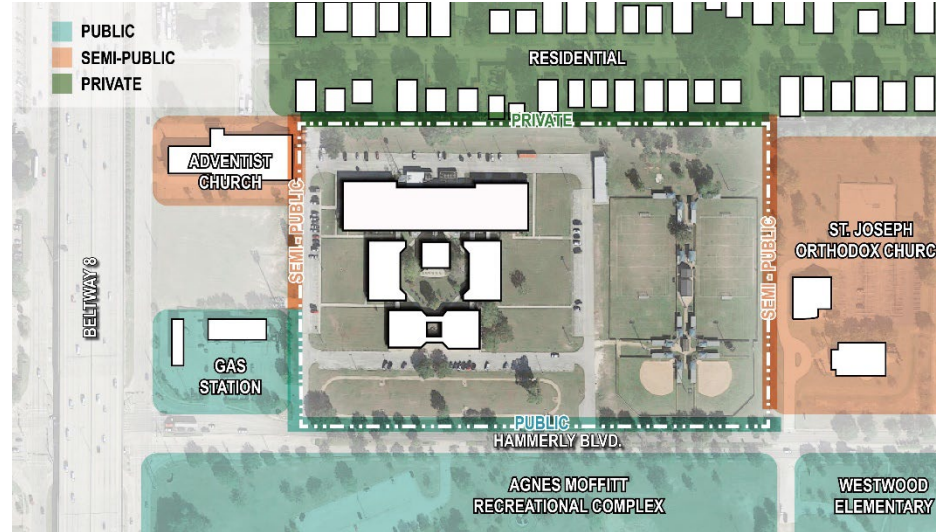 PUBLIC
SEMI-PUBLIC
PRIVATE
RESIDENTIAL
PRIVATE
ADVENTIST
CHURCH
SEMI - PUBLIC
SEMI - PUBLIC
ST. JOSEPH
ORTHODOX CHURC
BELTWAY 8
GAS
STATION
PUBLIC
HAMMERLY BLVD.
AGNES MOFFITT
RECREATIONAL COMPLEX
WESTWOOD
ELEMENTARY